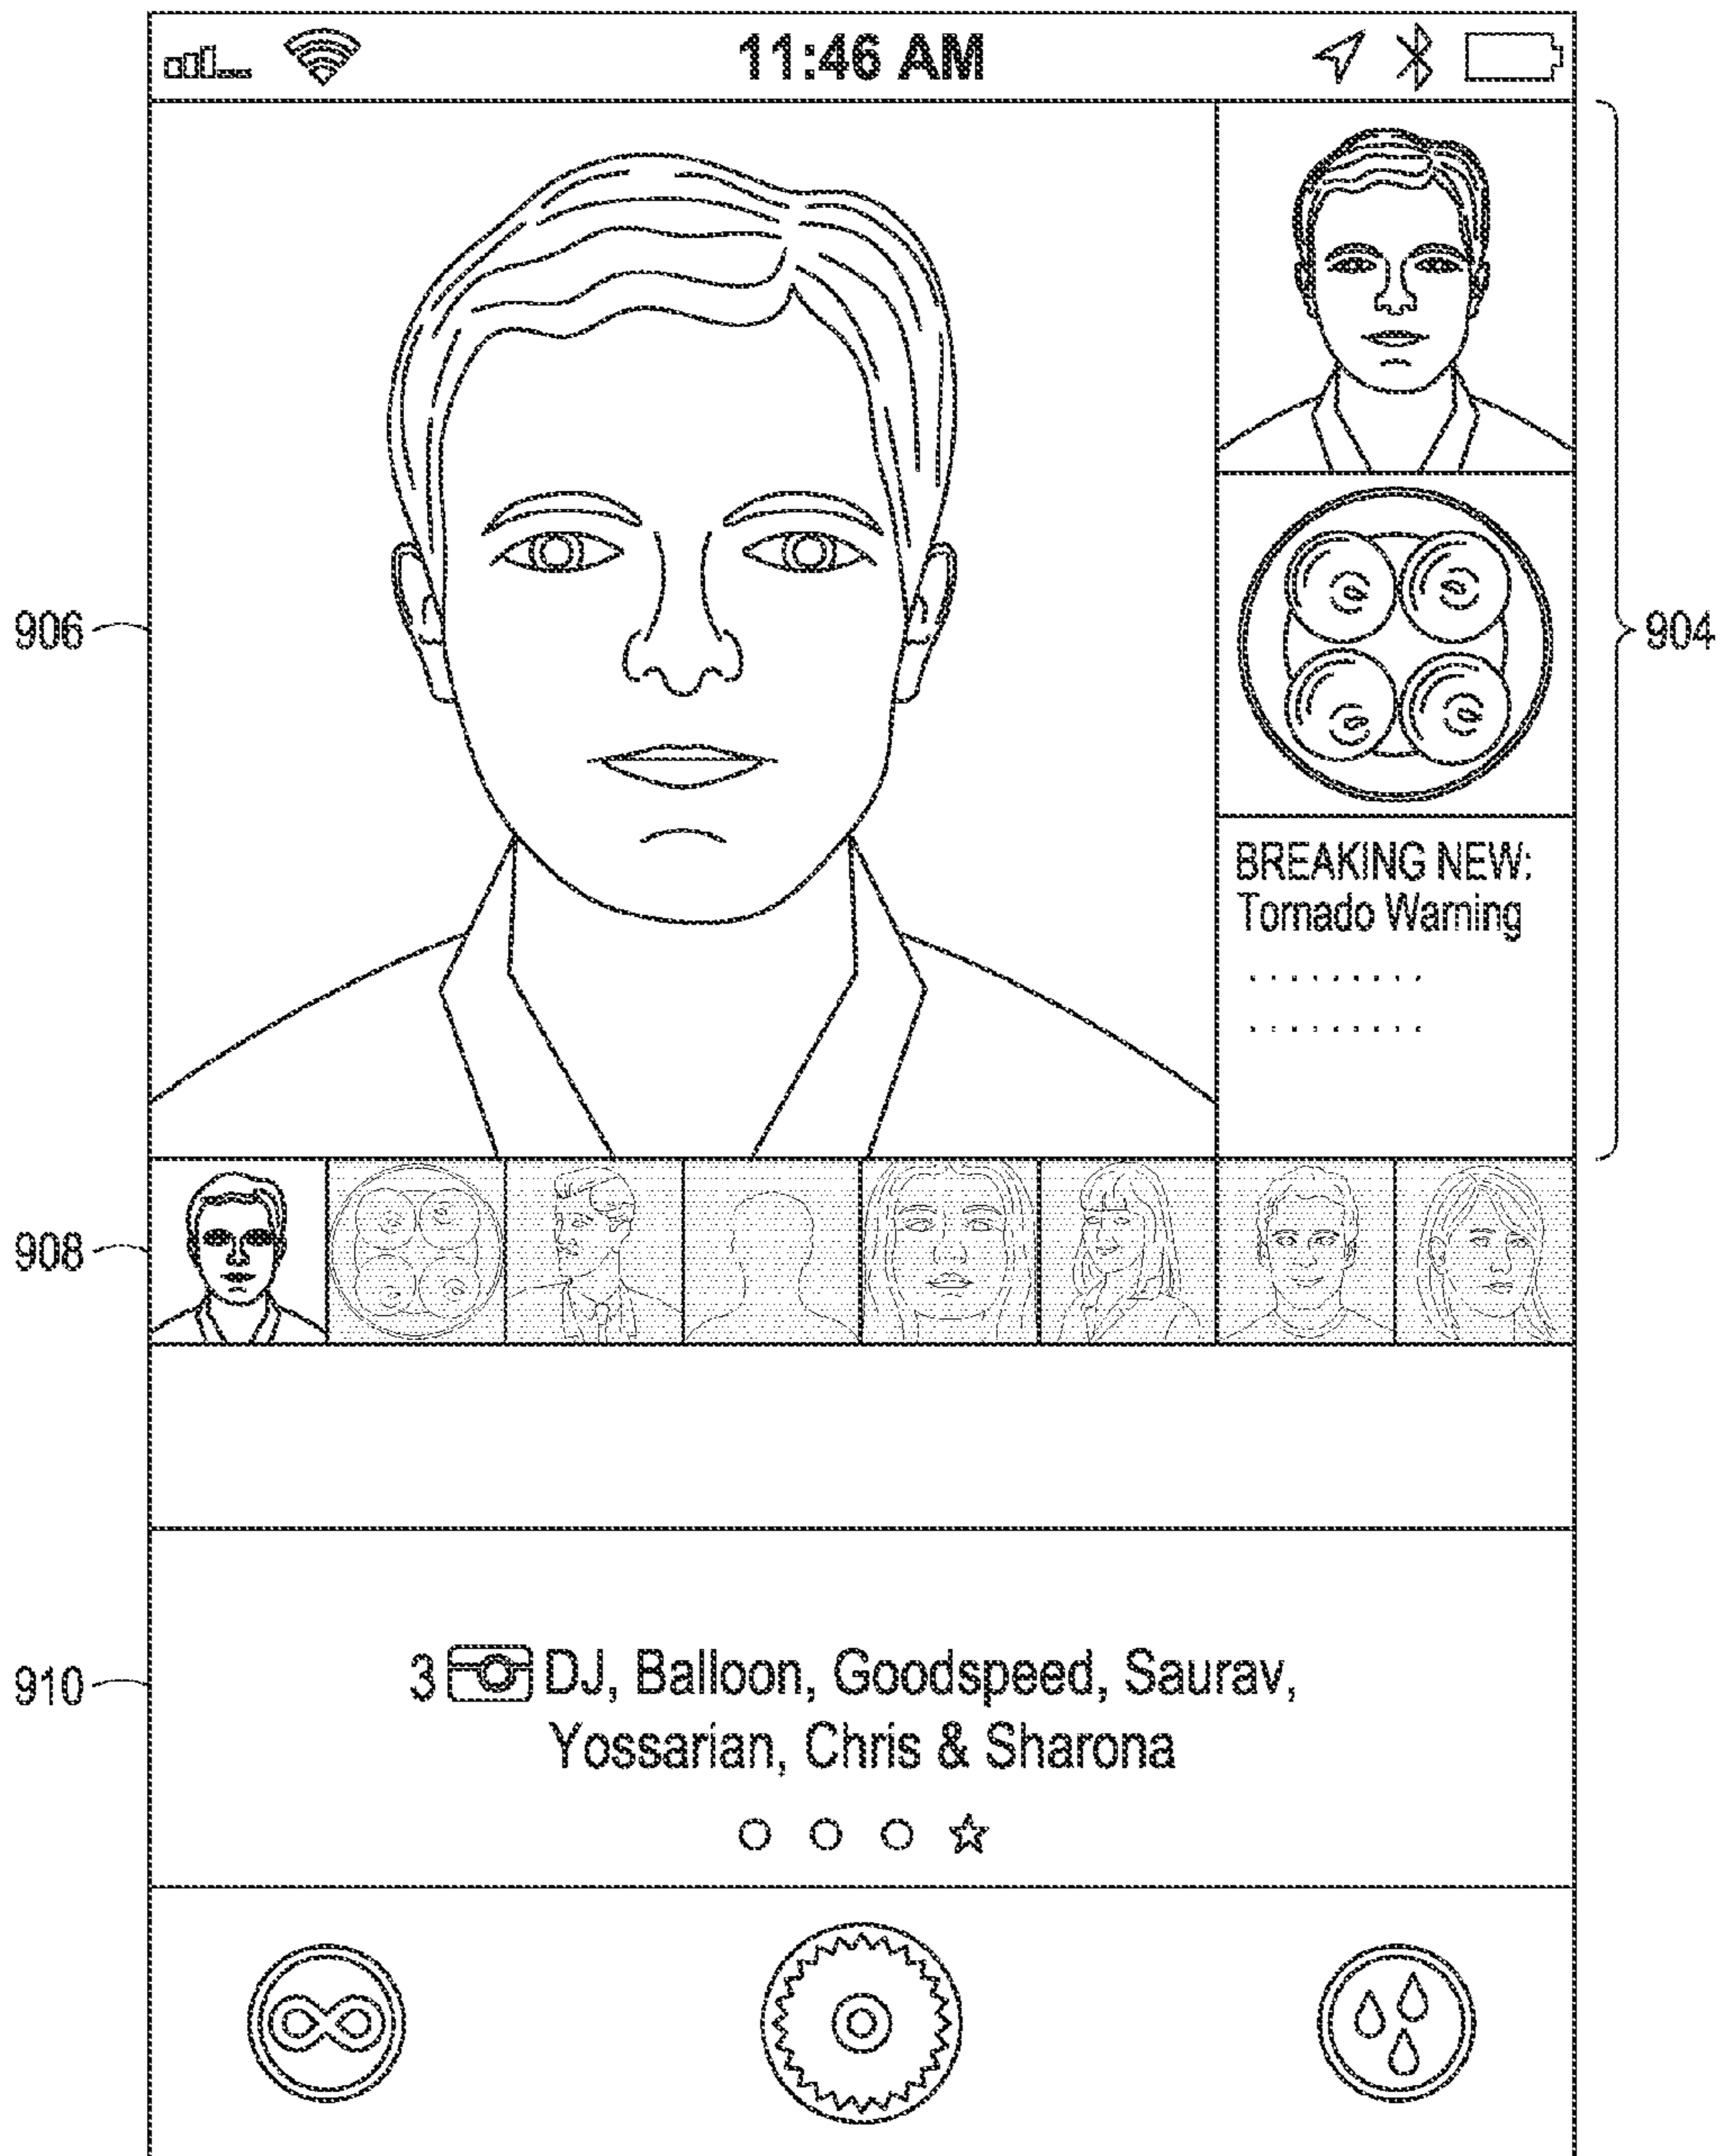 11:46 AM
906
904
BREAKING NEW:
Tornado Warning
908
910
3 DJ, Balloon, Goodspeed, Saurav,
Yossarian, Chris & Sharona